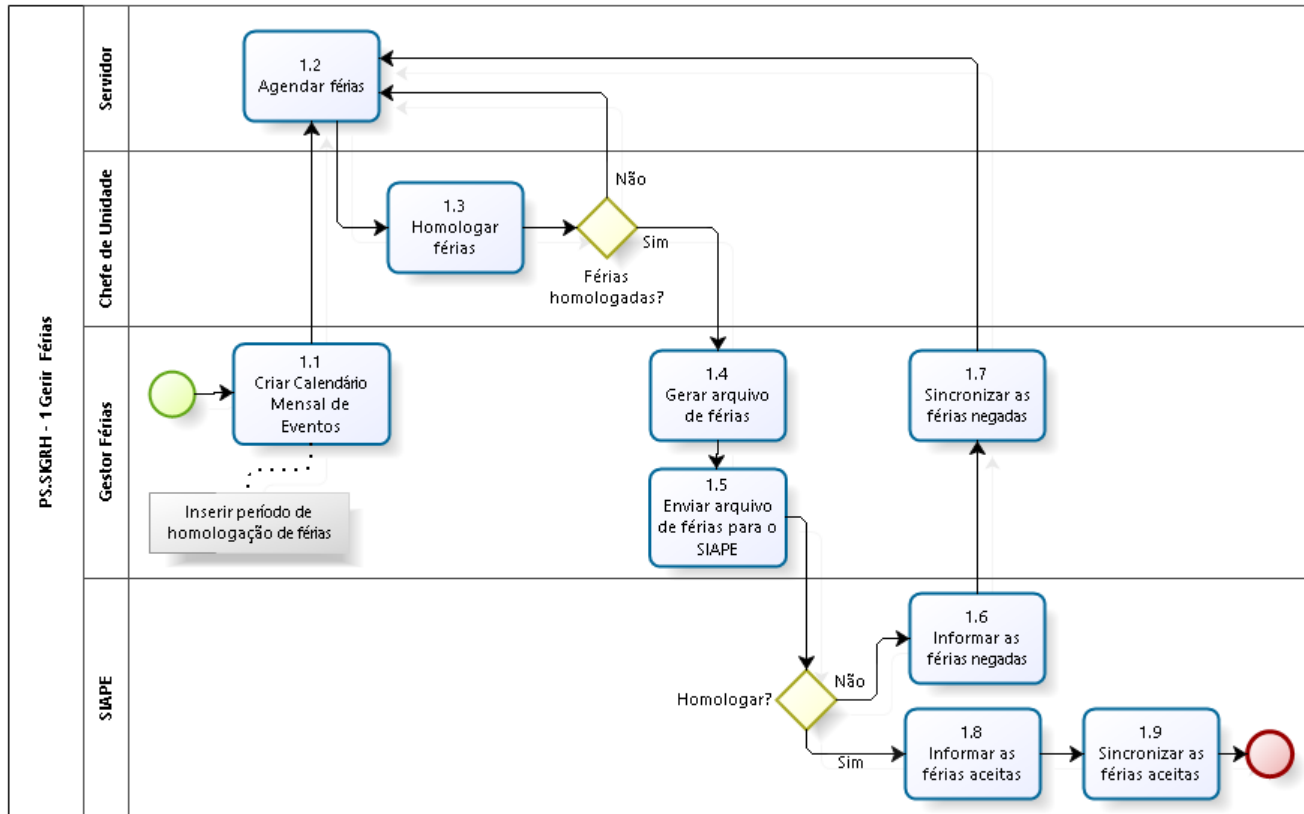 PS.SIGRH - 1 Gerir Férias
Servidor
1.2
Agendar férias
Chefe de Unidade
1.3
Homologar
férias
Não
Sim
Férias
homologadas?
Gestor Férias
1.1
Criar Calendário
Mensal de
Eventos
Inserir período de
homologação de férias
1.4
Gerar arquivo
de férias
1.5
Enviar arquivo
de férias para o
SIAPE
1.7
Sincronizar as
férias negadas
SIAPE
Homologar?
Não
Sim
1.6
Informar as
férias negadas
1.8
Informar as
férias aceitas
1.9
Sincronizar as
férias aceitas